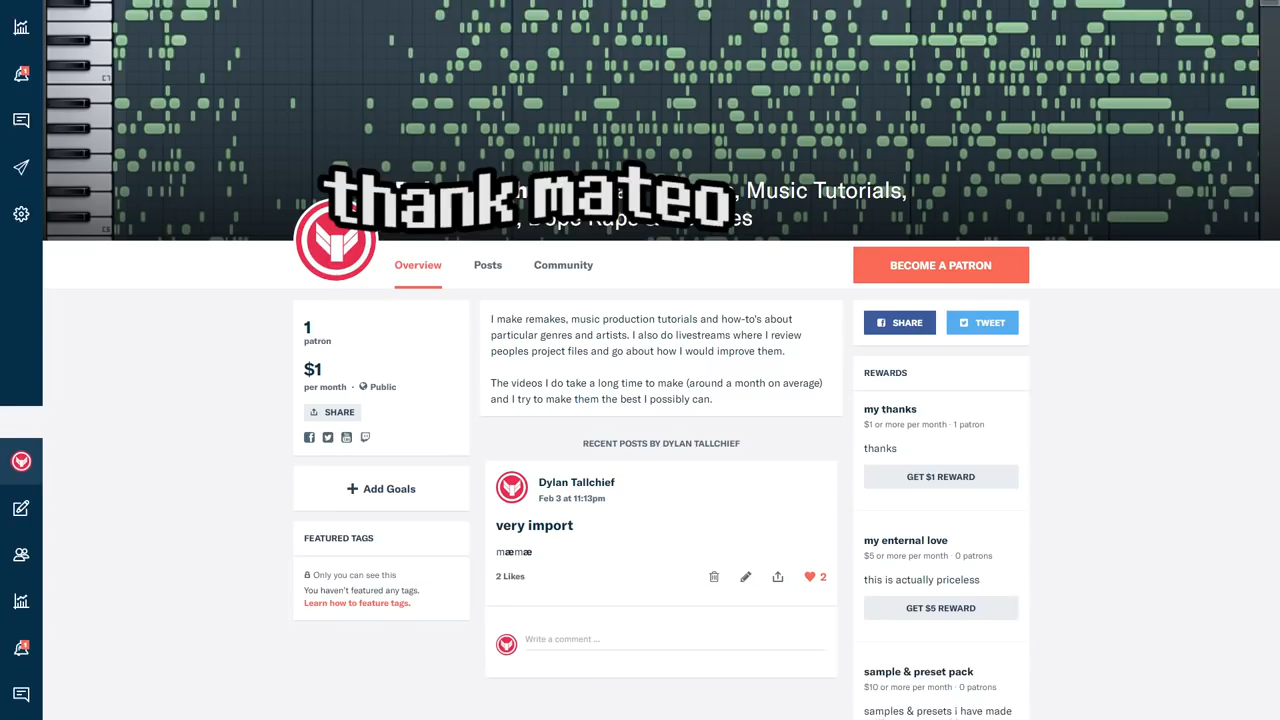 thank mateo
, Music Tutorials,
Overview
Posts
Community
BECOME A PATRON
1
patron
$1
per month · Public
SHARE
Add Goals
FEATURED TAGS
Only you can see this
You haven't featured any tags.
Learn how to feature tags.
I make remakes, music production tutorials and how-to's about
particular genres and artists. I also do livestreams where I review
peoples project files and go about how I would improve them.
The videos I do take a long time to make (around a month on average)
and I try to make them the best I possibly can.
RECENT POSTS BY DYLAN TALLCHIEF
Dylan Tallchief
Feb 3 at 11:13pm
very import
mæmæ
2 Likes
2
Write a comment ...
SHARE
TWEET
REWARDS
my thanks
$1 or more per month · 1 patron
thanks
GET $1 REWARD
my enternal love
$5 or more per month · 0 patrons
this is actually priceless
GET $5 REWARD
sample & preset pack
$10 or more per month · 0 patrons
samples & presets i have made